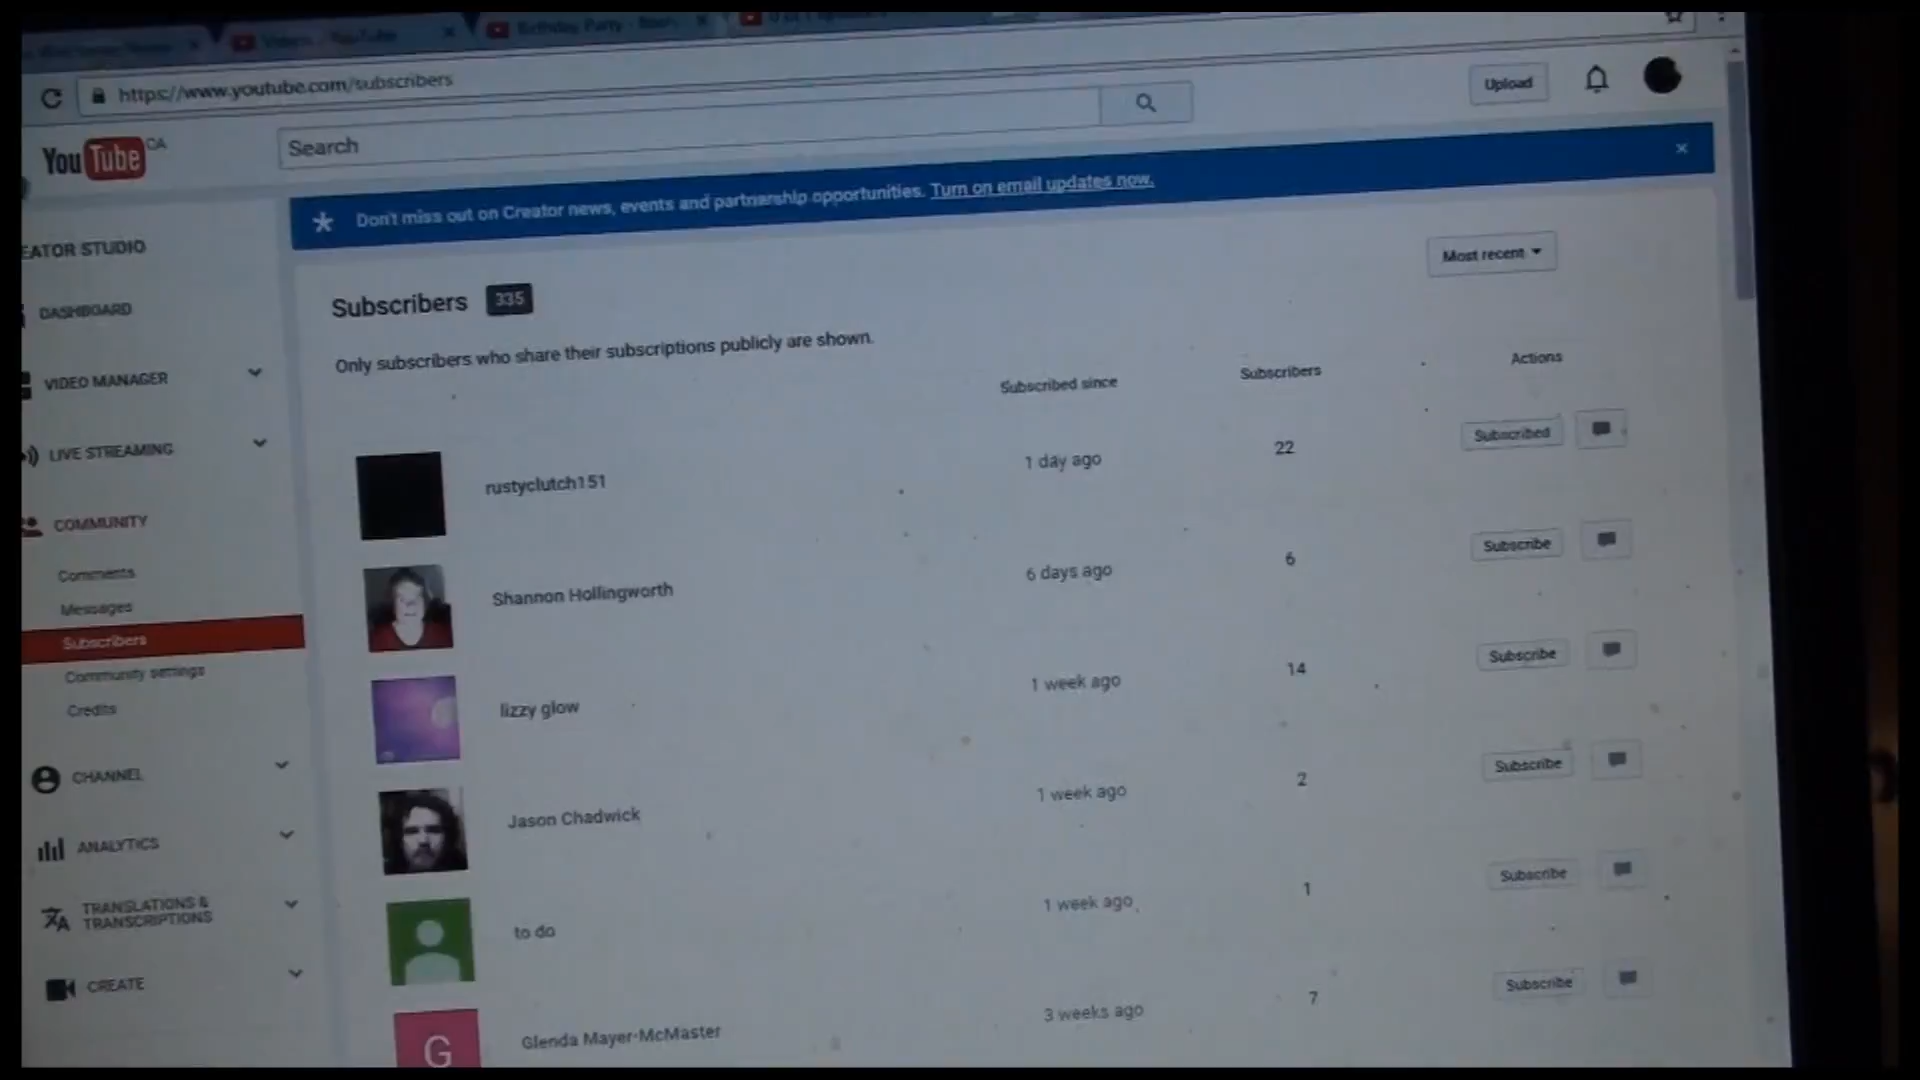 https://www.youtube.com/subscribers
YouTube CA
Search
Upload
Don't miss out on Creator news, events and partnership opportunities. Turn on email updates now.
EATOR STUDIO
DASHBOARD
VIDEO MANAGER
LIVE STREAMING
COMMUNITY
Comments
Messages
Subscribers
Community settings
Credits
CHANNEL
ANALYTICS
TRANSLATIONS &
TRANSCRIPTIONS
CREATE
Most recent
Subscribers 335
Only subscribers who share their subscriptions publicly are shown.
Subscribed since Subscribers Actions
rustyclutch151 1 day ago 22 Subscribed
Shannon Hollingworth 6 days ago 6 Subscribe
lizzy glow 1 week ago 14 Subscribe
Jason Chadwick 1 week ago 2 Subscribe
to do 1 week ago 1 Subscribe
G Glenda Mayer-McMaster 3 weeks ago 7 Subscribe